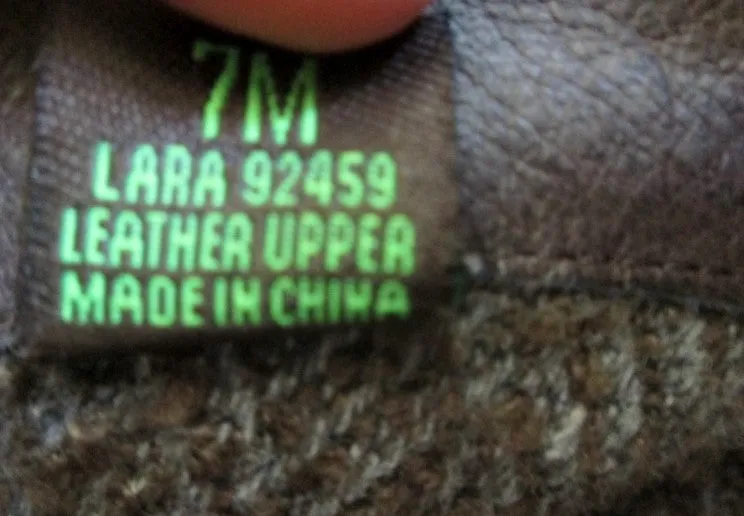 7M
LARA 92459
LEATHER UPPER
MADE IN CHINA